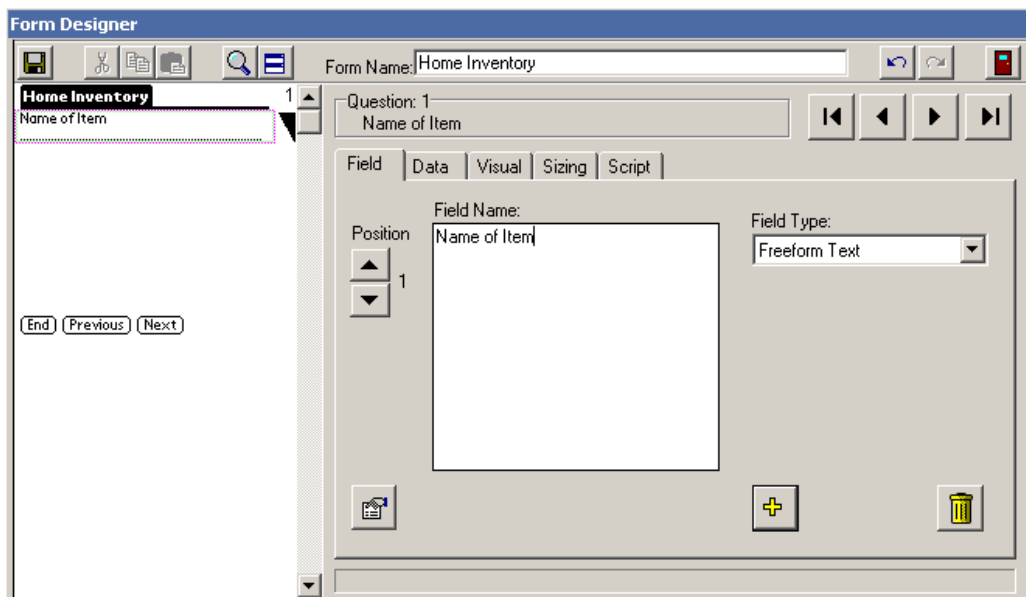 Form Designer
Form Name: Home Inventory
Home Inventory 1
Name of Item
End Previous Next
Question: 1
Name of Item
Field Data Visual Sizing Script
Field Name:
Name of Item
Position
1
Field Type:
Freeform Text